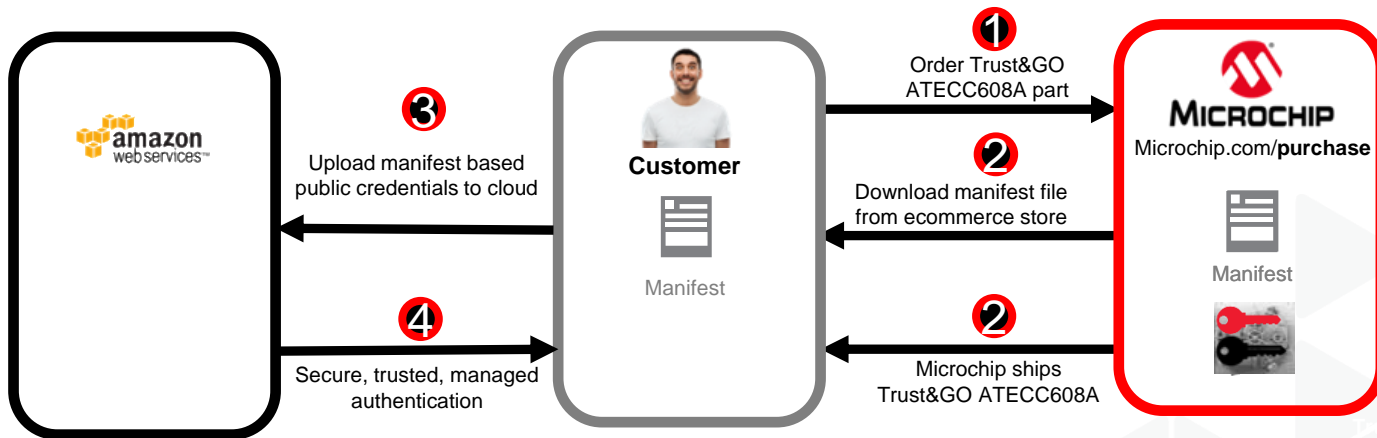 amazon
web services™
3
Upload manifest based
public credentials to cloud
4
Secure, trusted, managed
authentication
Customer
Manifest
1
Order Trust&GO
ATECC608A part
2
Download manifest file
from ecommerce store
2
Microchip ships
Trust&GO ATECC608A
MICROCHIP
Microchip.com/purchase
Manifest